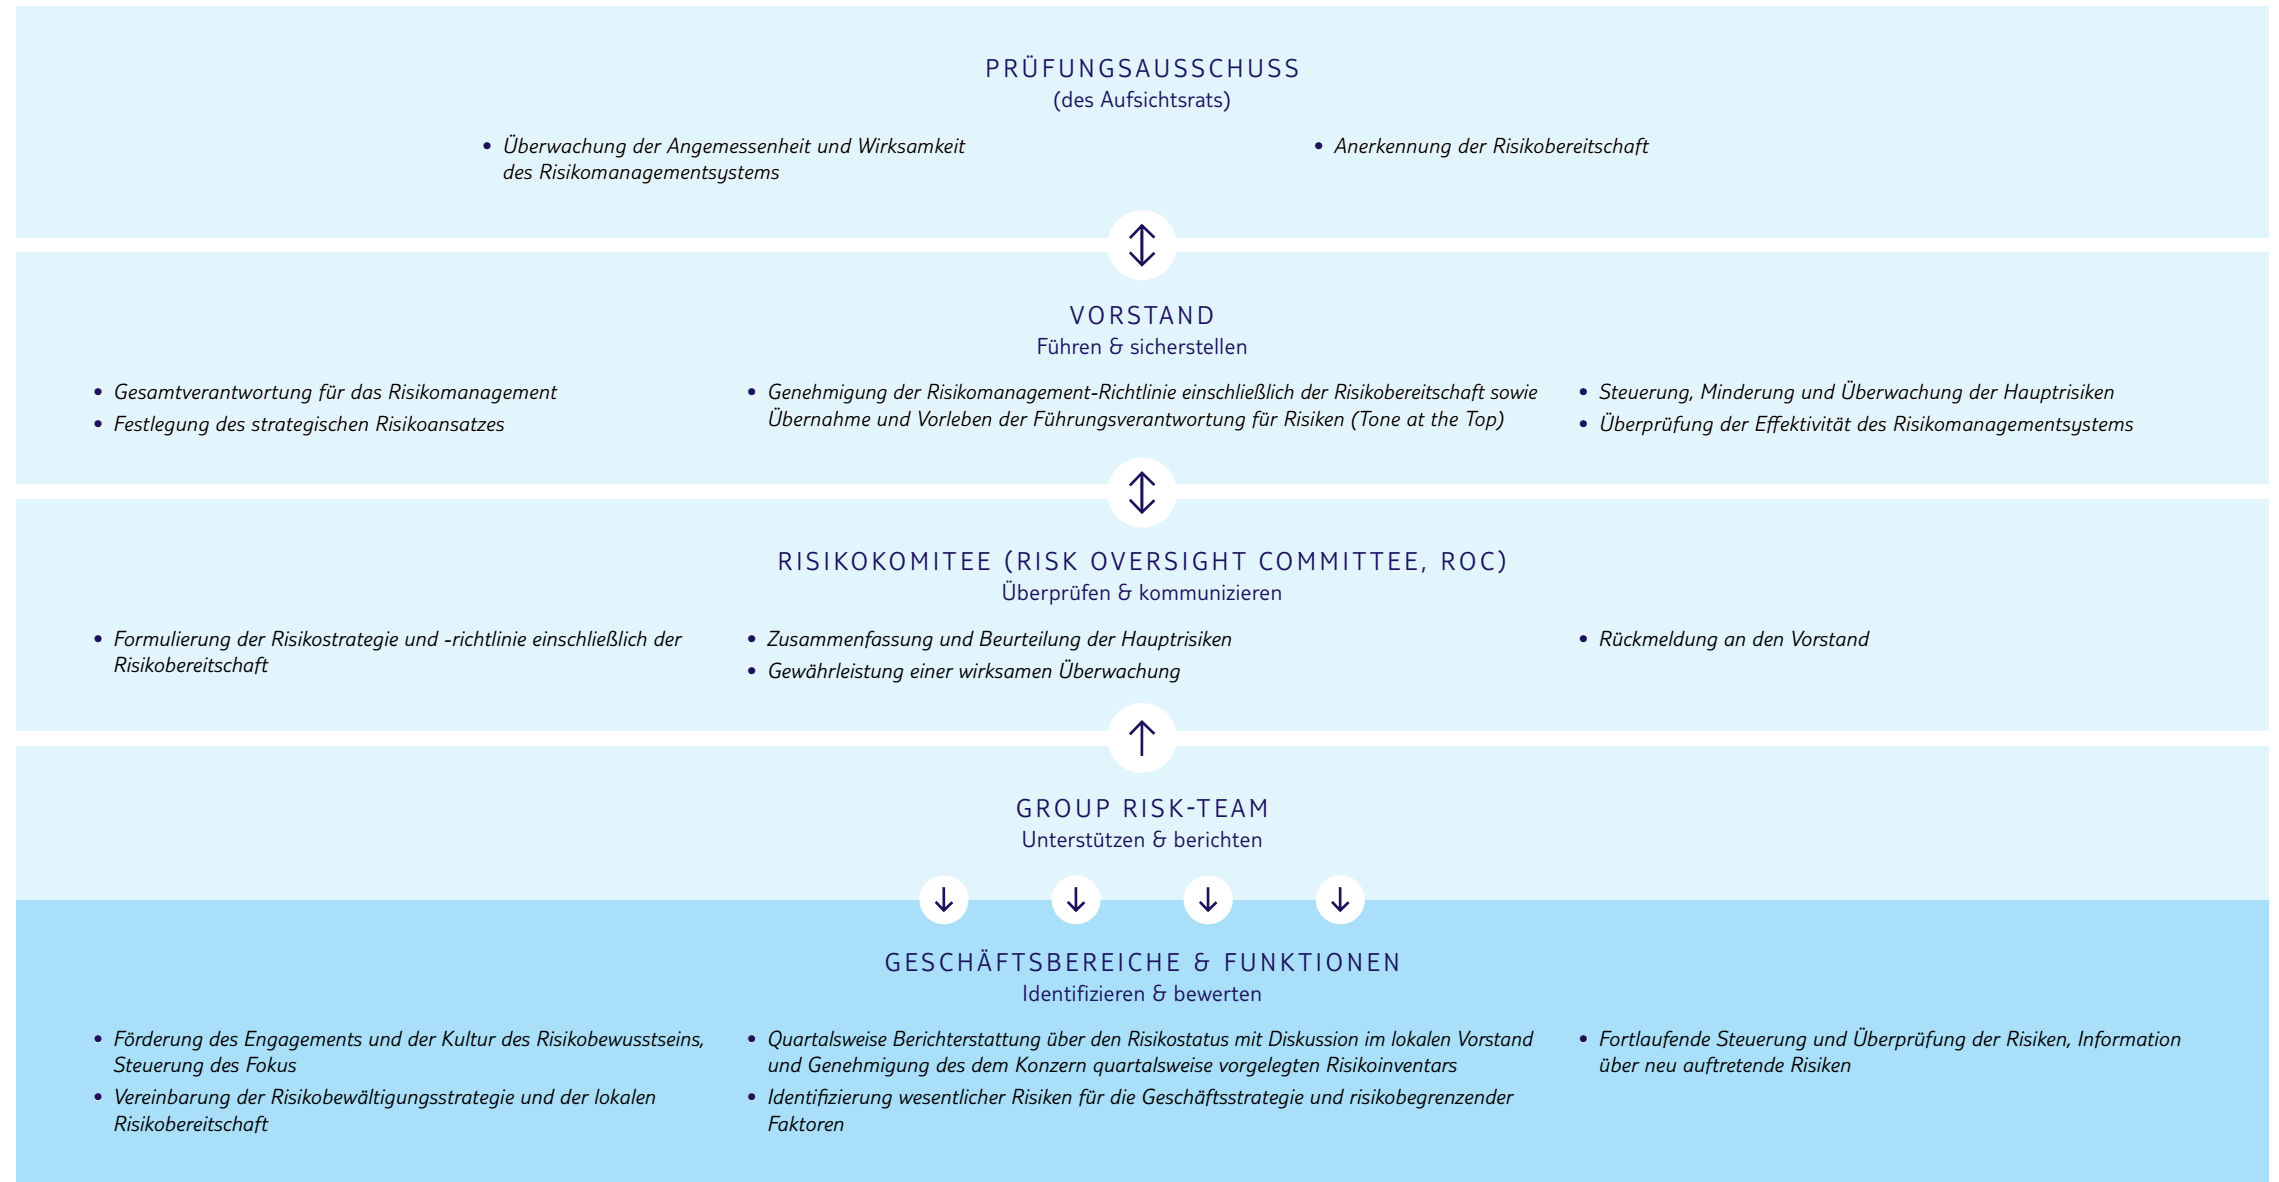 PRÜFUNGSAUSSCHUSS
(des Aufsichtsrats)
• Überwachung der Angemessenheit und Wirksamkeit
des Risikomanagementsystems
• Anerkennung der Risikobereitschaft
VORSTAND
Führen & sicherstellen
• Gesamtverantwortung für das Risikomanagement
• Festlegung des strategischen Risikoansatzes
• Genehmigung der Risikomanagement-Richtlinie einschließlich der Risikobereitschaft sowie
Übernahme und Vorleben der Führungsverantwortung für Risiken (Tone at the Top)
• Steuerung, Minderung und Überwachung der Hauptrisiken
• Überprüfung der Effektivität des Risikomanagementsystems
RISIKOKOMITEE (RISK OVERSIGHT COMMITTEE, ROC)
Überprüfen & kommunizieren
• Formulierung der Risikostrategie und -richtlinie einschließlich der
Risikobereitschaft
• Zusammenfassung und Beurteilung der Hauptrisiken
• Gewährleistung einer wirksamen Überwachung
• Rückmeldung an den Vorstand
GROUP RISK-TEAM
Unterstützen & berichten
GESCHÄFTSBEREICHE & FUNKTIONEN
Identifizieren & bewerten
• Förderung des Engagements und der Kultur des Risikobewusstseins,
Steuerung des Fokus
• Vereinbarung der Risikobewältigungsstrategie und der lokalen
Risikobereitschaft
• Quartalsweise Berichterstattung über den Risikostatus mit Diskussion im lokalen Vorstand
und Genehmigung des dem Konzern quartalsweise vorgelegten Risikoinventars
• Identifizierung wesentlicher Risiken für die Geschäftsstrategie und risikobegrenzender
Faktoren
• Fortlaufende Steuerung und Überprüfung der Risiken, Information
über neu auftretende Risiken